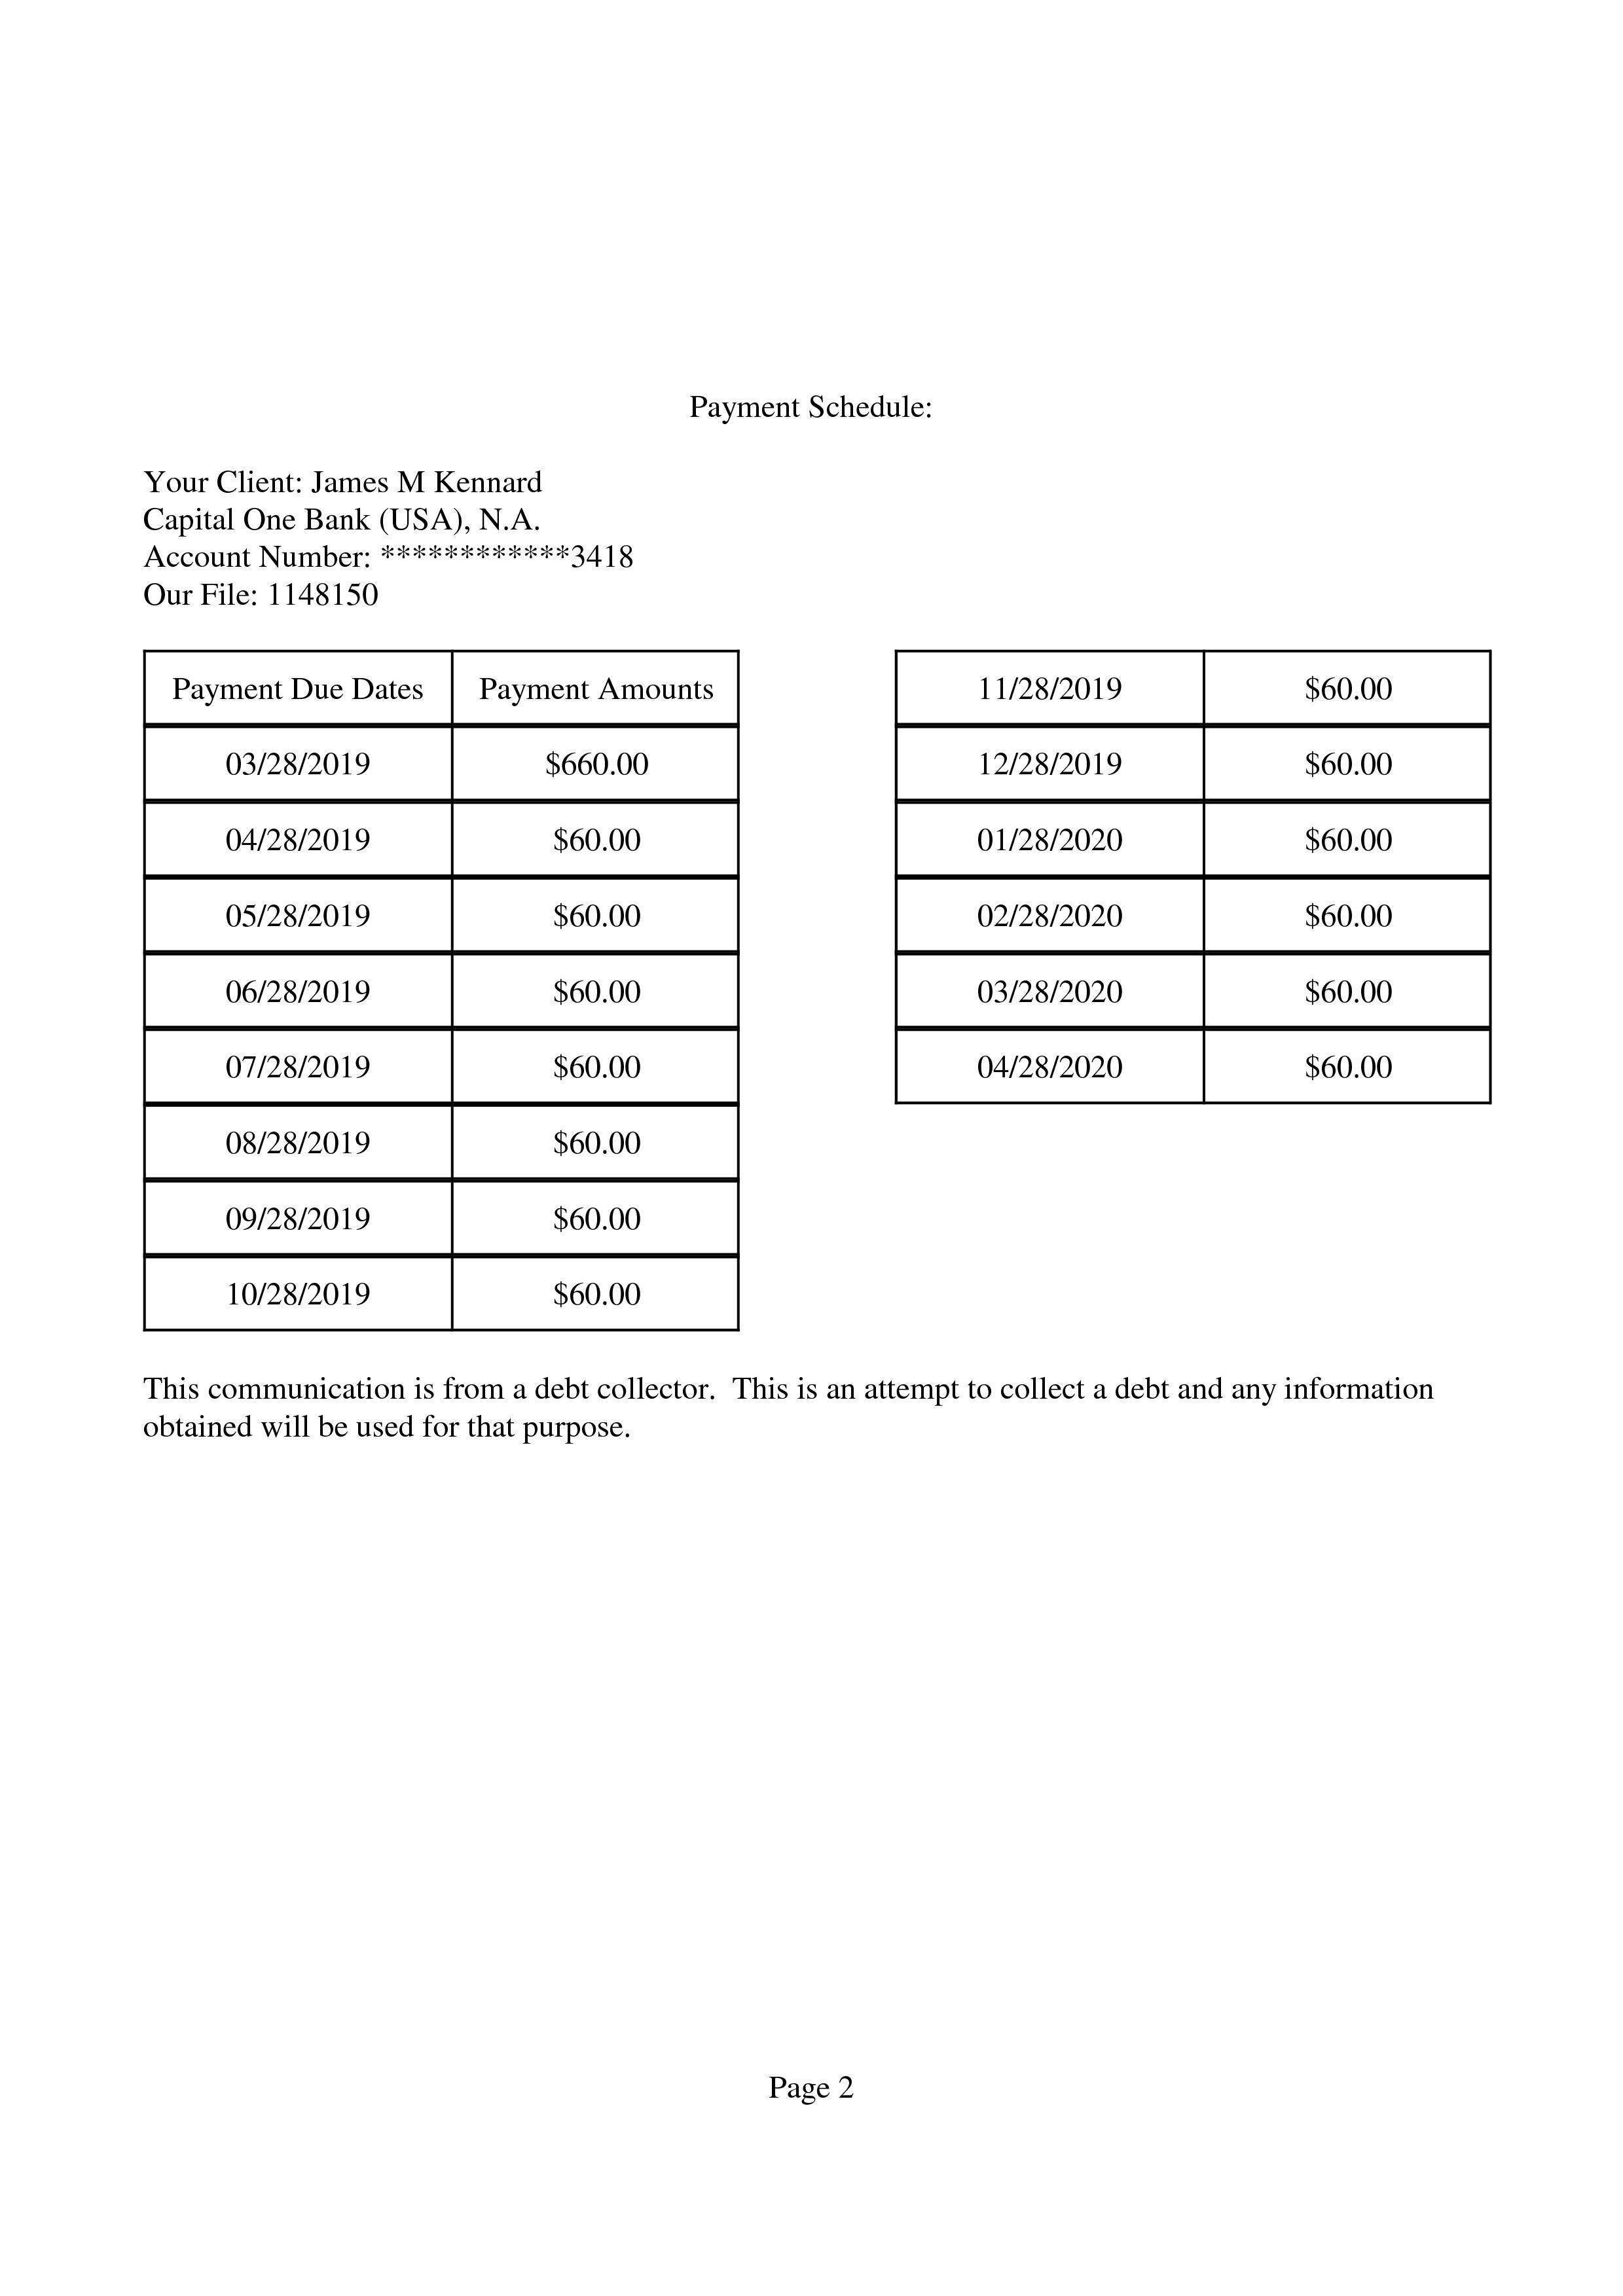 Payment Schedule:
Your Client: James M Kennard
Capital One Bank (USA), N.A.
Account Number: ************3418
Our File: 1148150
Payment Due Dates Payment Amounts
03/28/2019 $660.00
04/28/2019 $60.00
05/28/2019 $60.00
06/28/2019 $60.00
07/28/2019 $60.00
08/28/2019 $60.00
09/28/2019 $60.00
10/28/2019 $60.00
11/28/2019 $60.00
12/28/2019 $60.00
01/28/2020 $60.00
02/28/2020 $60.00
03/28/2020 $60.00
04/28/2020 $60.00
This communication is from a debt collector.  This is an attempt to collect a debt and any information
obtained will be used for that purpose.
Page 2